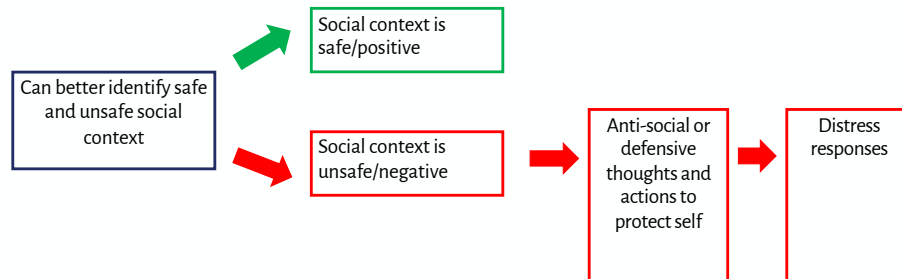 Social context is
safe/positive
Can better identify safe
and unsafe social
context
Social context is
unsafe/negative
Anti-social or
defensive
thoughts and
actions to
protect self
Distress
responses